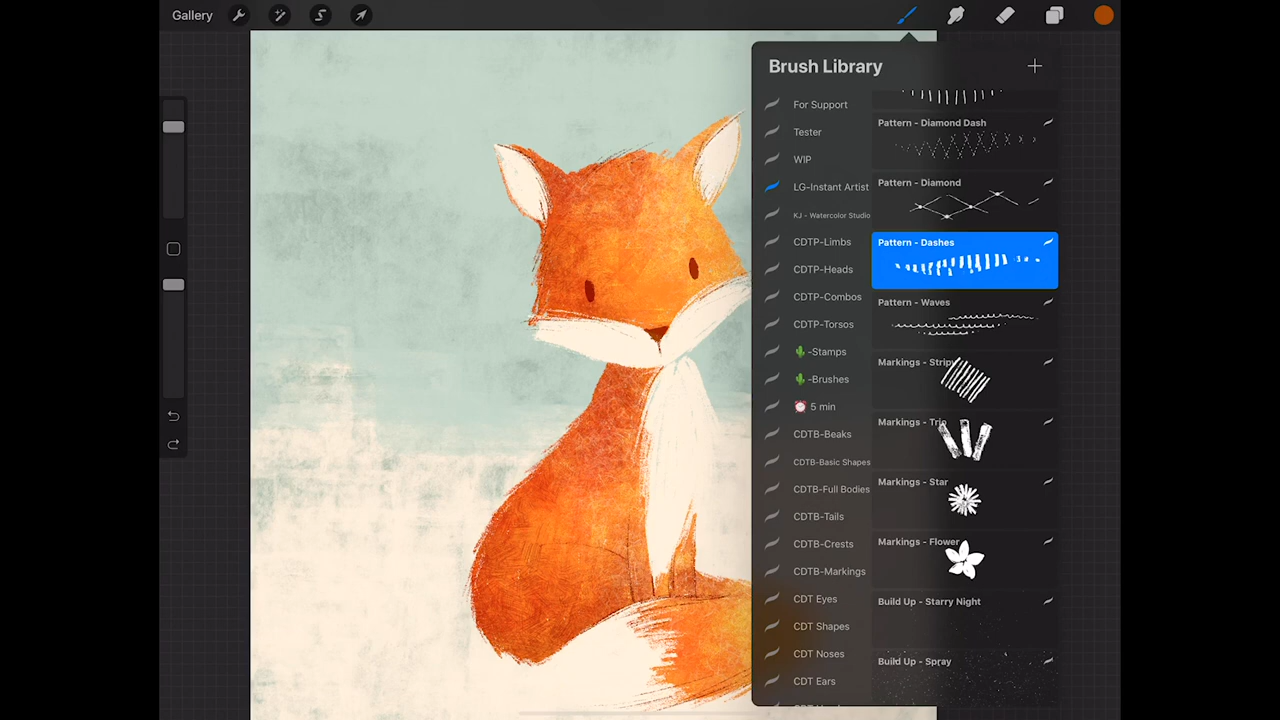 Gallery
Brush Library
For Support
Tester
WIP
LG-Instant Artist
KJ - Watercolor Studio
CDTP-Limbs
CDTP-Heads
CDTP-Combos
CDTP-Torsos
🌵-Stamps
🌵-Brushes
⏰ 5 min
CDTB-Beaks
CDTB-Basic Shapes
CDTB-Full Bodies
CDTB-Tails
CDTB-Crests
CDTB-Markings
CDT Eyes
CDT Shapes
CDT Noses
CDT Ears
Pattern - Diamond Dash
Pattern - Diamond
Pattern - Dashes
Pattern - Waves
Markings - Stripy
Markings - Trio
Markings - Star
Markings - Flower
Build Up - Starry Night
Build Up - Spray